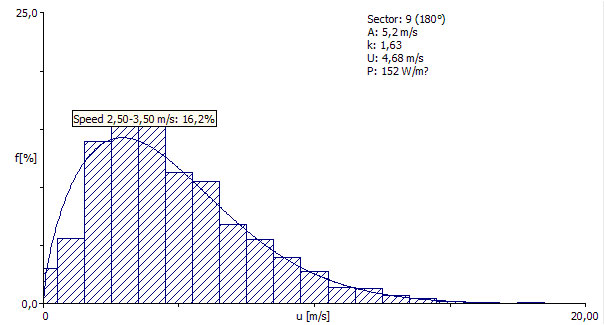 25,0
Sector: 9 (180°)
A: 5,2 m/s
k: 1,63
U: 4,68 m/s
P: 152 W/m?
Speed 2,50-3,50 m/s: 16,2%
f[%]
0,0
0
u [m/s]
20,00